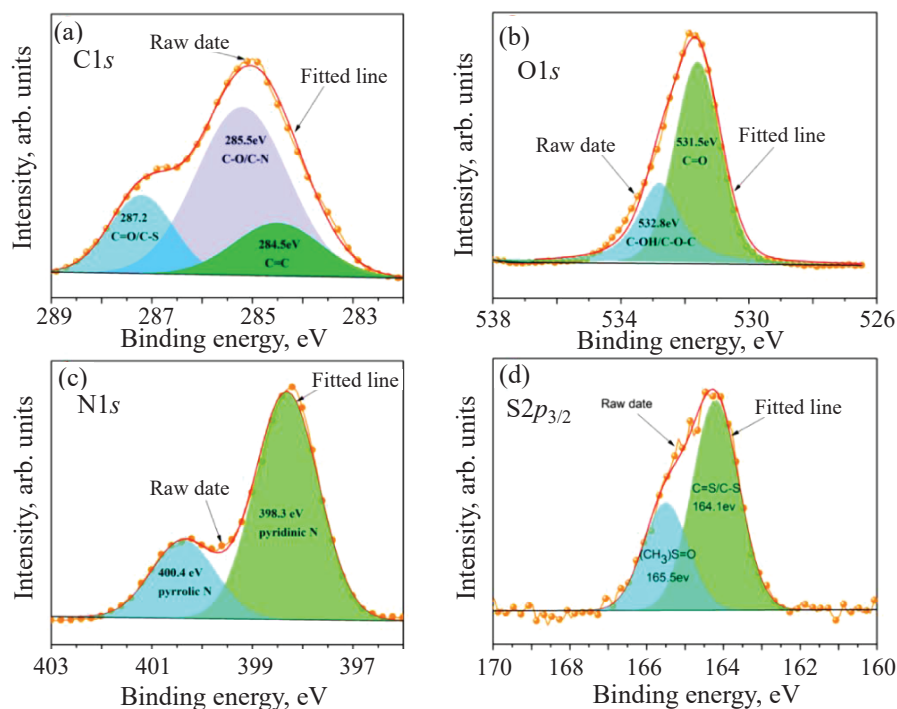 (a)
C1s
Raw date
Fitted line
285.5eV
C-O/C-N
287.2
C=O/C-S
284.5eV
C=C
Intensity, arb. units
289 287 285 283
Binding energy, eV
(b)
O1s
Raw date
Fitted line
531.5eV
C=O
532.8eV
C-OH/C-O-C
Intensity, arb. units
538 534 530 526
Binding energy, eV
(c)
N1s
Fitted line
Raw date
398.3 eV
pyridinic N
400.4 eV
pyrrolic N
Intensity, arb. units
403 401 399 397
Binding energy, eV
(d)
S2p3/2
Raw date
Fitted line
C=S/C-S
164.1ev
(CH3)S=O
165.5ev
Intensity, arb. units
170 168 166 164 162 160
Binding energy, eV